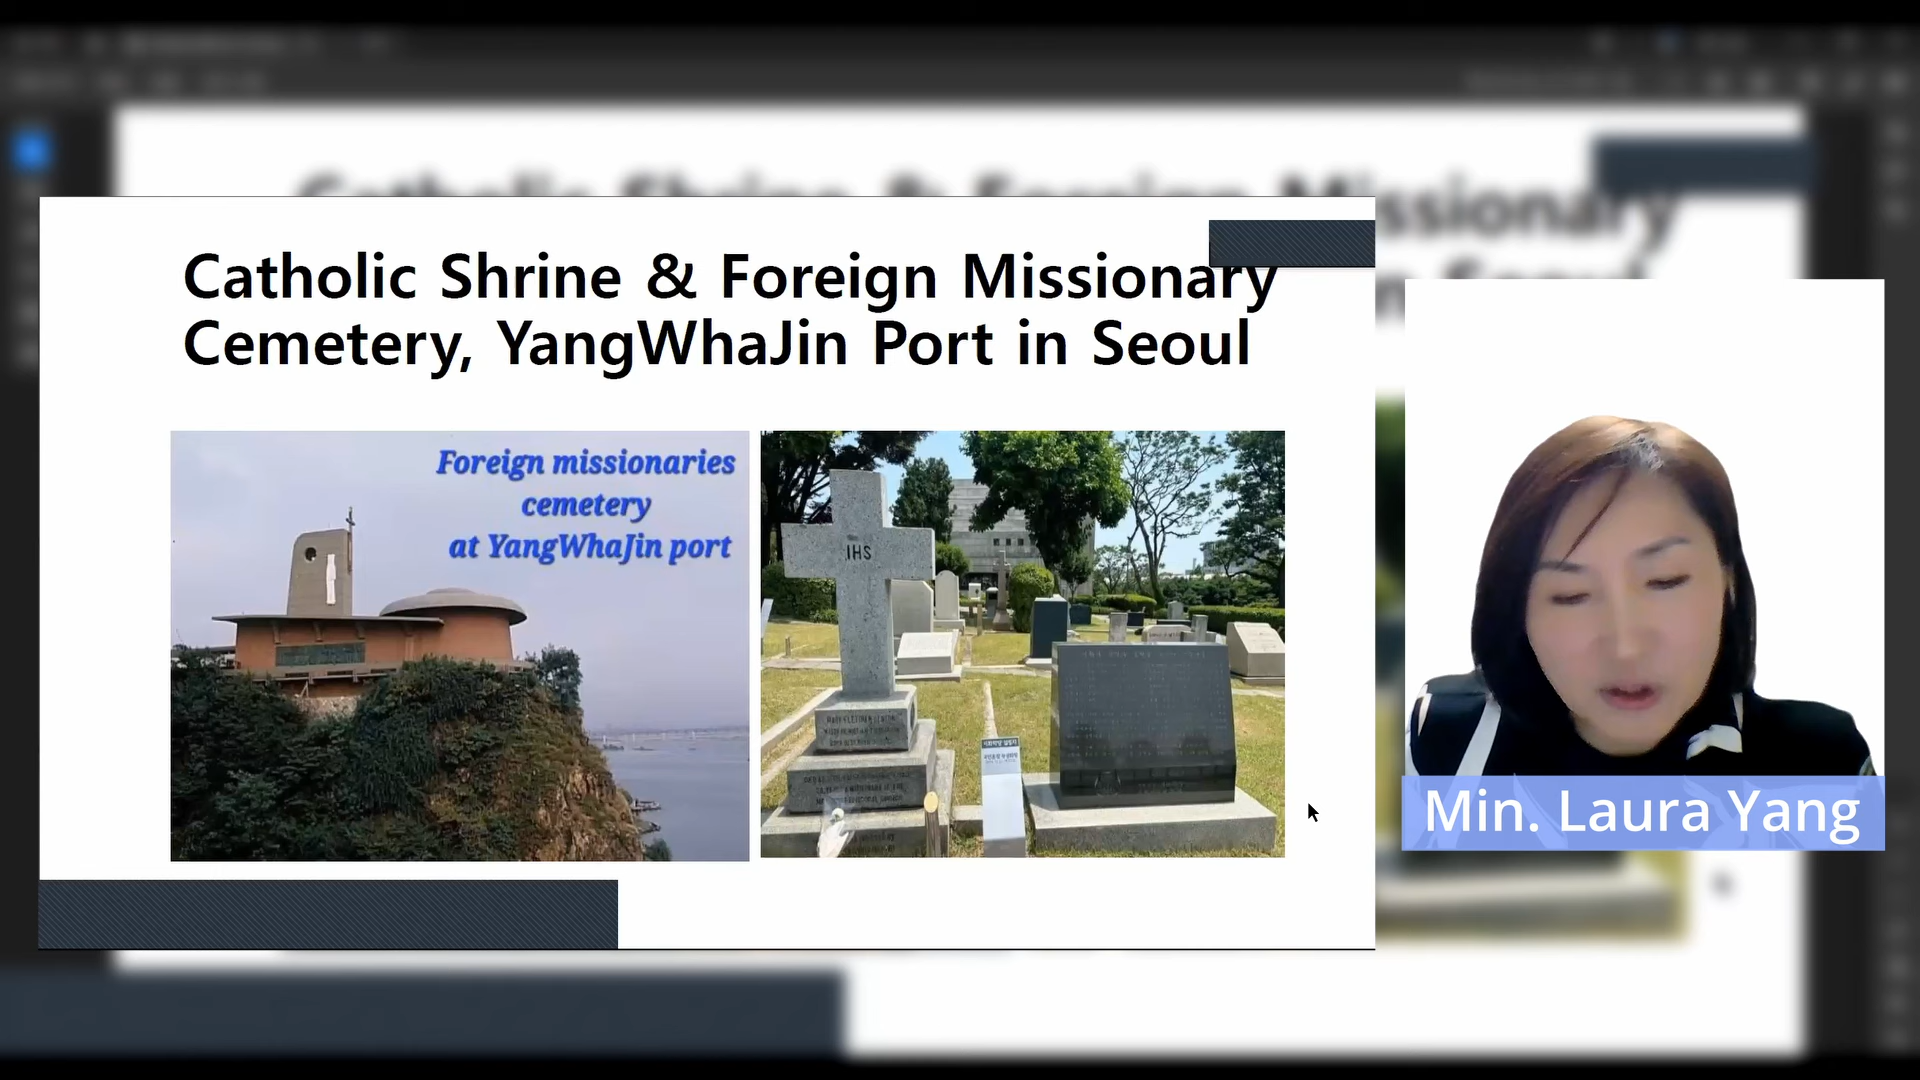 Catholic Shrine & Foreign Missionary
Cemetery, YangWhaJin Port in Seoul
Foreign missionaries
cemetery
at YangWhaJin port
IHS
Min. Laura Yang